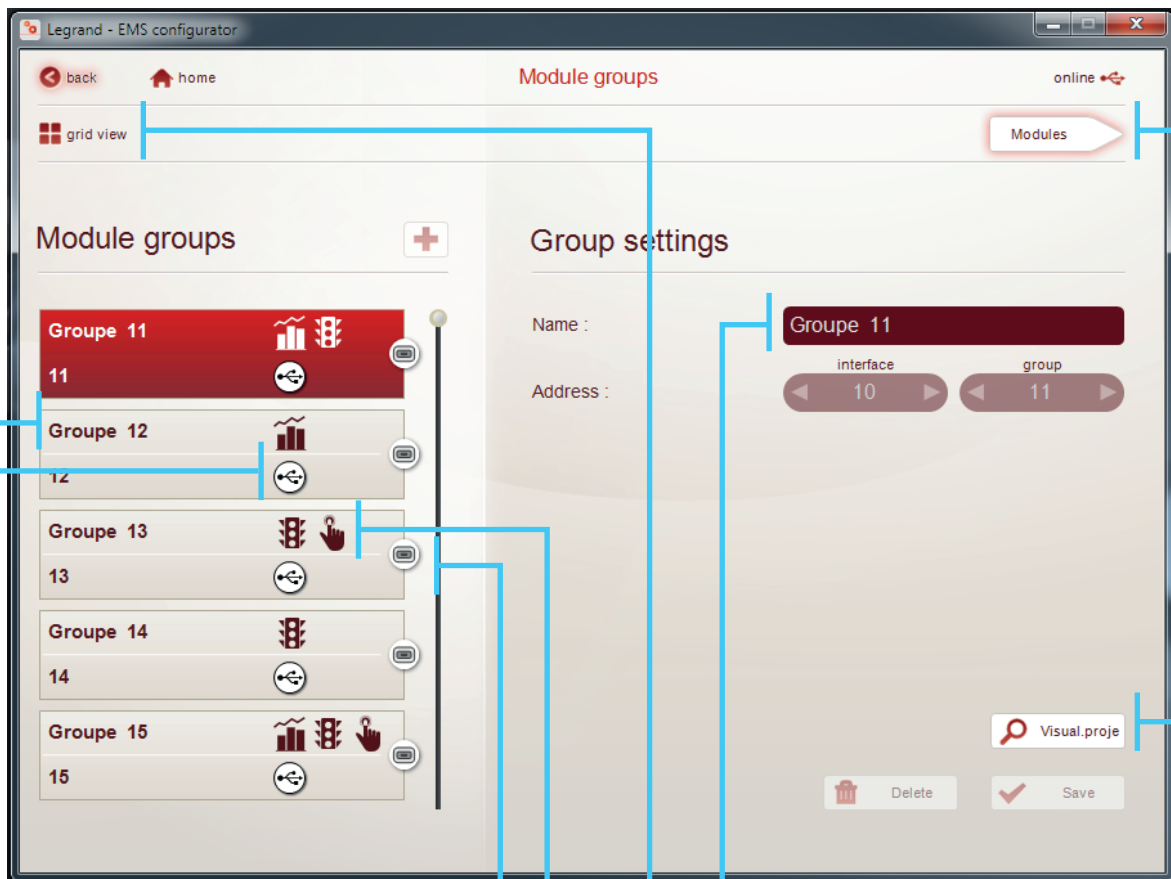 Legrand - EMS configurator
back
home
Module groups
online
grid view
Modules
Module groups
Group settings
Groupe 11
11
Groupe 12
12
Groupe 13
13
Groupe 14
14
Groupe 15
15
Name :
Groupe 11
interface
group
Address :
10
11
Visual.proje
Delete
Save